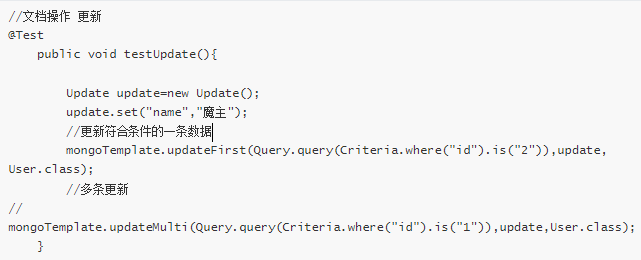 //文档操作 更新
@Test
public void testUpdate(){
Update update=new Update();
update.set("name","魔主");
//更新符合条件的一条数据
mongoTemplate.updateFirst(Query.query(Criteria.where("id").is("2")),update,
User.class);
//多条更新
//
mongoTemplate.updateMulti(Query.query(Criteria.where("id").is("1")),update,User.class);
}